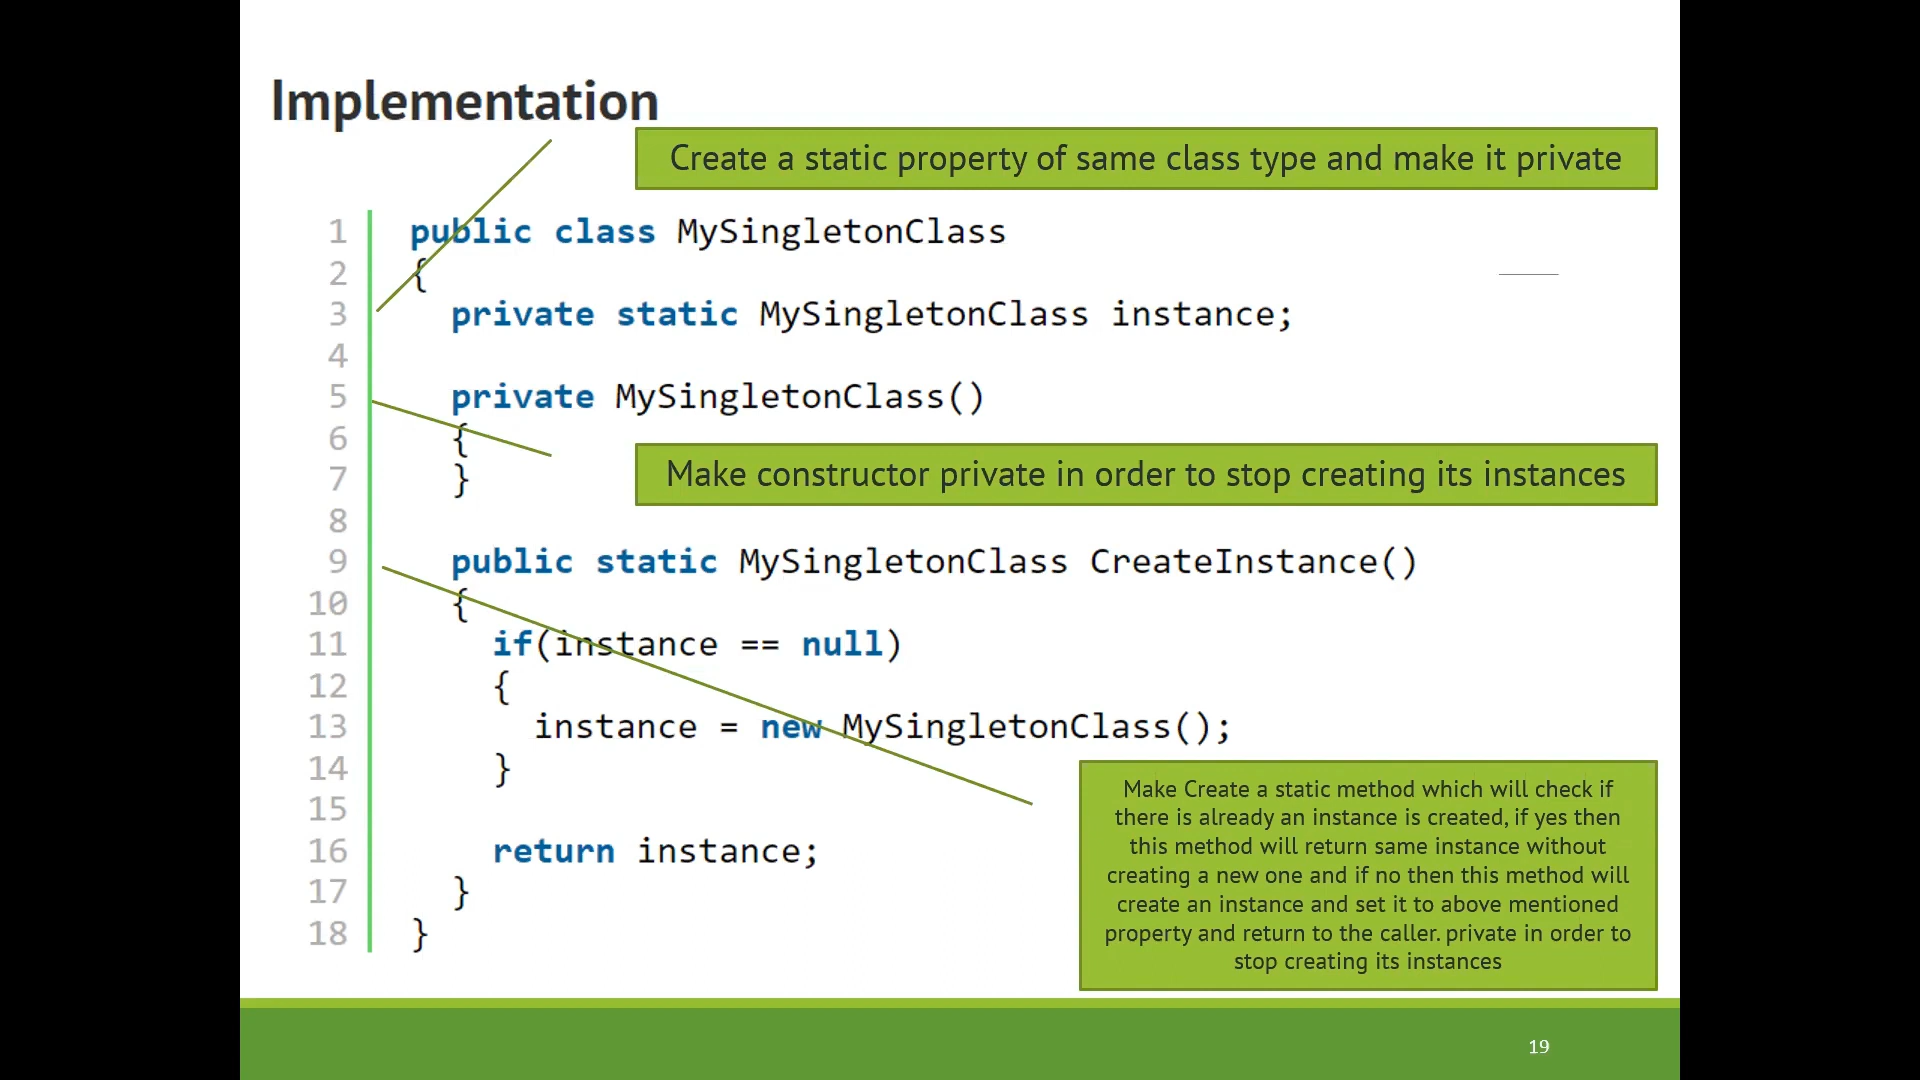 Implementation
Create a static property of same class type and make it private
1 public class MySingletonClass
2 {
3 private static MySingletonClass instance;
4
5 private MySingletonClass()
6 {
7 }
Make constructor private in order to stop creating its instances
8
9 public static MySingletonClass CreateInstance()
10 {
11 if(instance == null)
12 {
13 instance = new MySingletonClass();
14 }
15
16 return instance;
17 }
18 }
Make Create a static method which will check if
there is already an instance is created, if yes then
this method will return same instance without
creating a new one and if no then this method will
create an instance and set it to above mentioned
property and return to the caller. private in order to
stop creating its instances
19